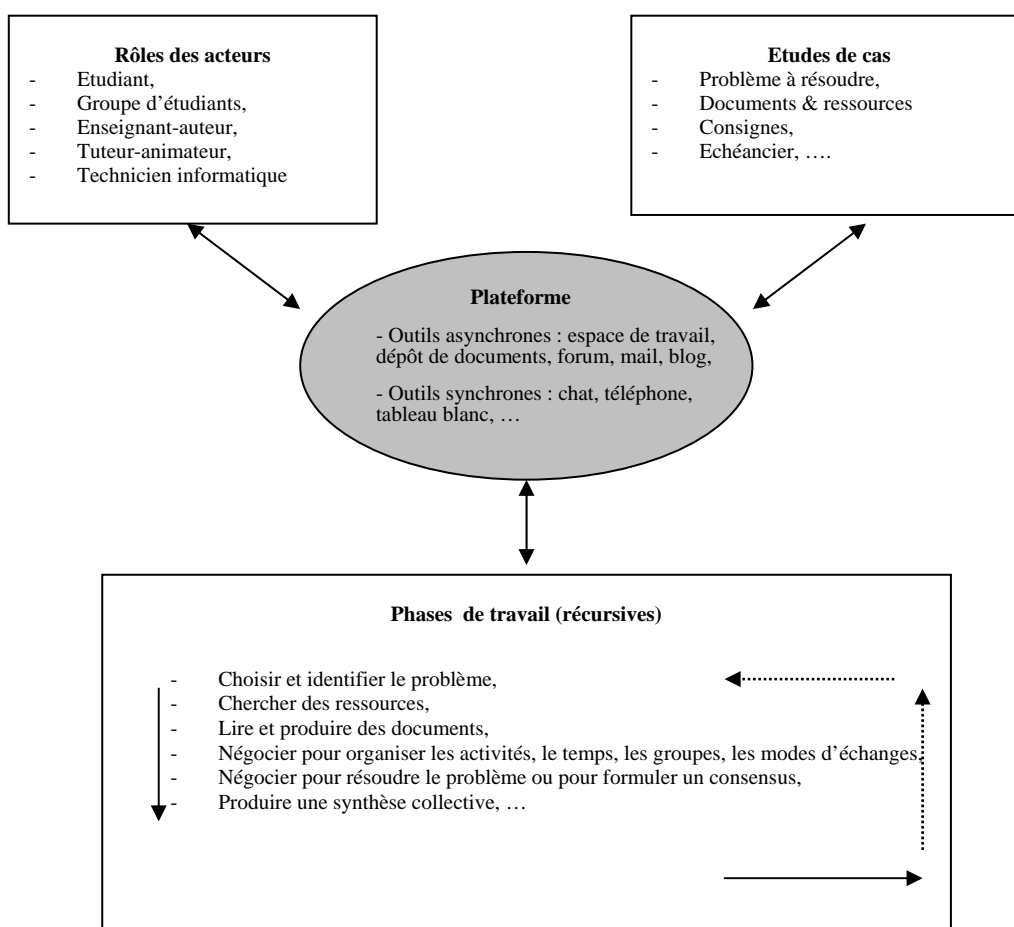 Rôles des acteurs
- Etudiant,
- Groupe d'étudiants,
- Enseignant-auteur,
- Tuteur-animateur,
- Technicien informatique
Etudes de cas
- Problème à résoudre,
- Documents & ressources
- Consignes,
- Echéancier, ….
Plateforme
- Outils asynchrones : espace de travail,
dépôt de documents, forum, mail, blog,
- Outils synchrones : chat, téléphone,
tableau blanc, …
Phases de travail (récursives)
- Choisir et identifier le problème,
- Chercher des ressources,
- Lire et produire des documents,
- Négocier pour organiser les activités, le temps, les groupes, les modes d'échanges,
- Négocier pour résoudre le problème ou pour formuler un consensus,
- Produire une synthèse collective, …